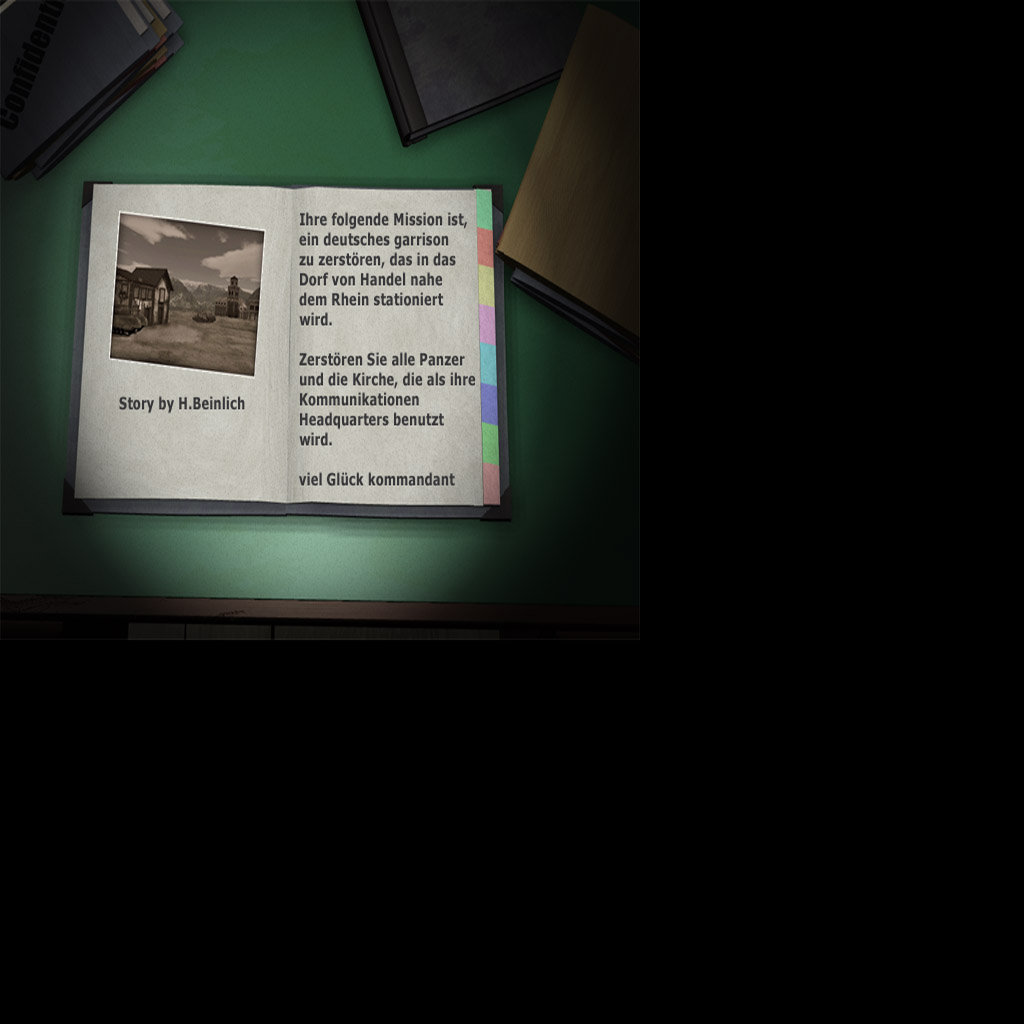 Confidenti
Story by H.Beinlich
Ihre folgende Mission ist,
ein deutsches garrison
zu zerstören, das in das
Dorf von Handel nahe
dem Rhein stationiert
wird.
Zerstören Sie alle Panzer
und die Kirche, die als ihre
Kommunikationen
Headquarters benutzt
wird.
viel Glück kommandant